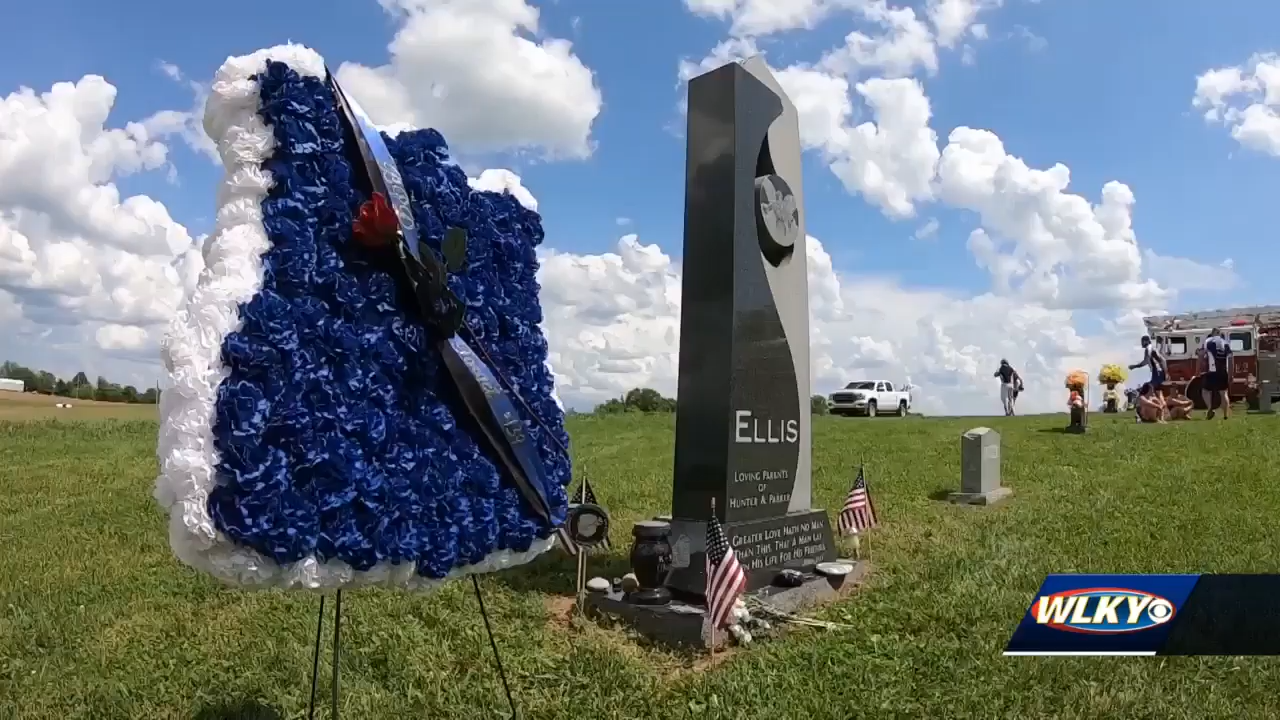 ELLIS
LOVING PARENTS
OF
HUNTER & PARKER
GREATER LOVE HATH NO MAN
THAN THIS, THAT A MAN LAY
DOWN HIS LIFE FOR HIS FRIENDS
WLKY